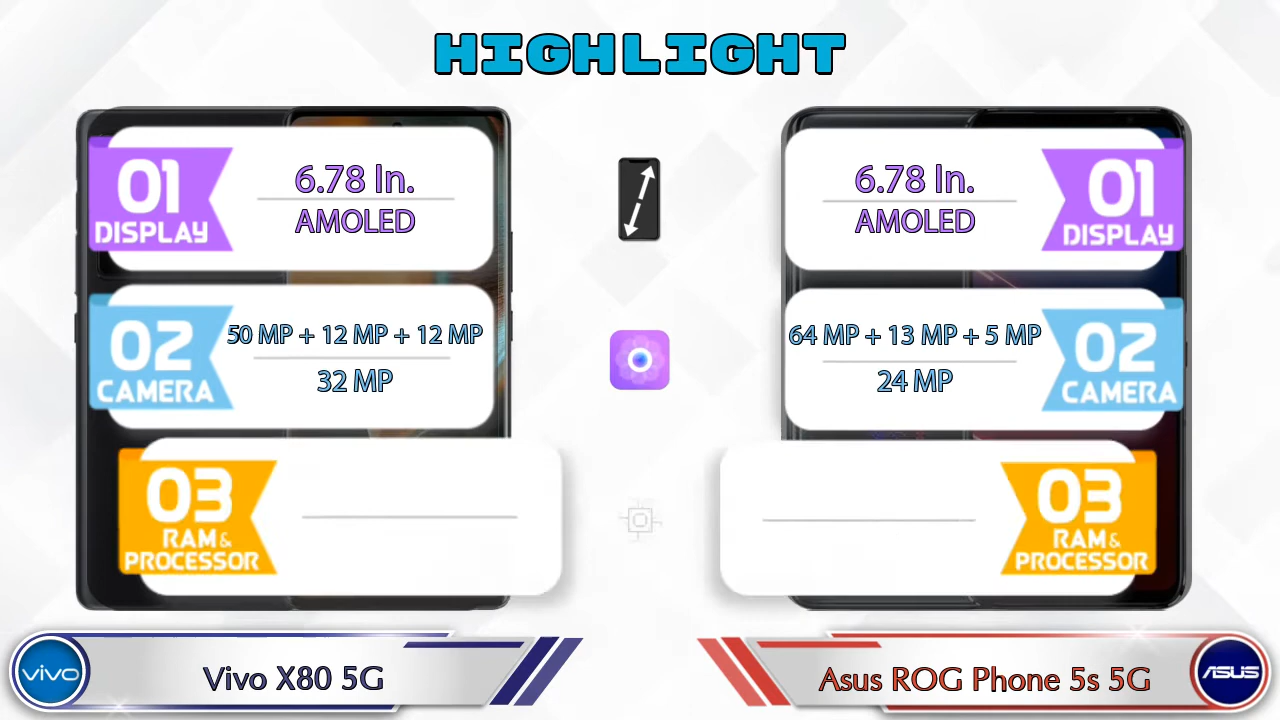 HIGHLIGHT
01
DISPLAY
6.78 In.
AMOLED
6.78 In.
AMOLED
01
DISPLAY
02
CAMERA
50 MP + 12 MP + 12 MP
32 MP
64 MP + 13 MP + 5 MP
24 MP
02
CAMERA
03
RAM &
PROCESSOR
03
RAM &
PROCESSOR
vivo
Vivo X80 5G
Asus ROG Phone 5s 5G
ASUS